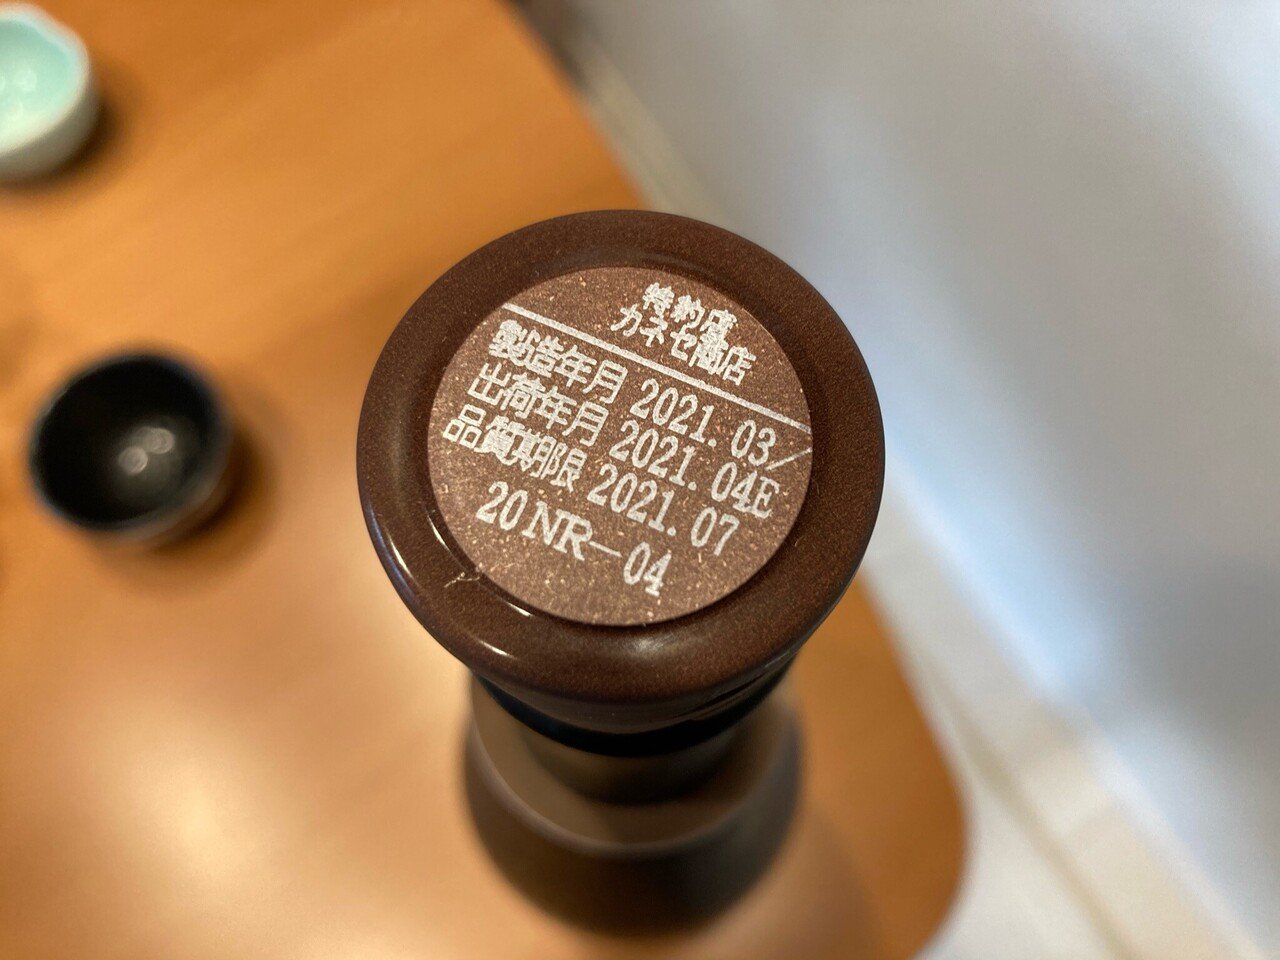 特約店
カネセ商店
製造年月 2021.03/
出荷年月 2021.04E
品質期限 2021.07
20NR-04